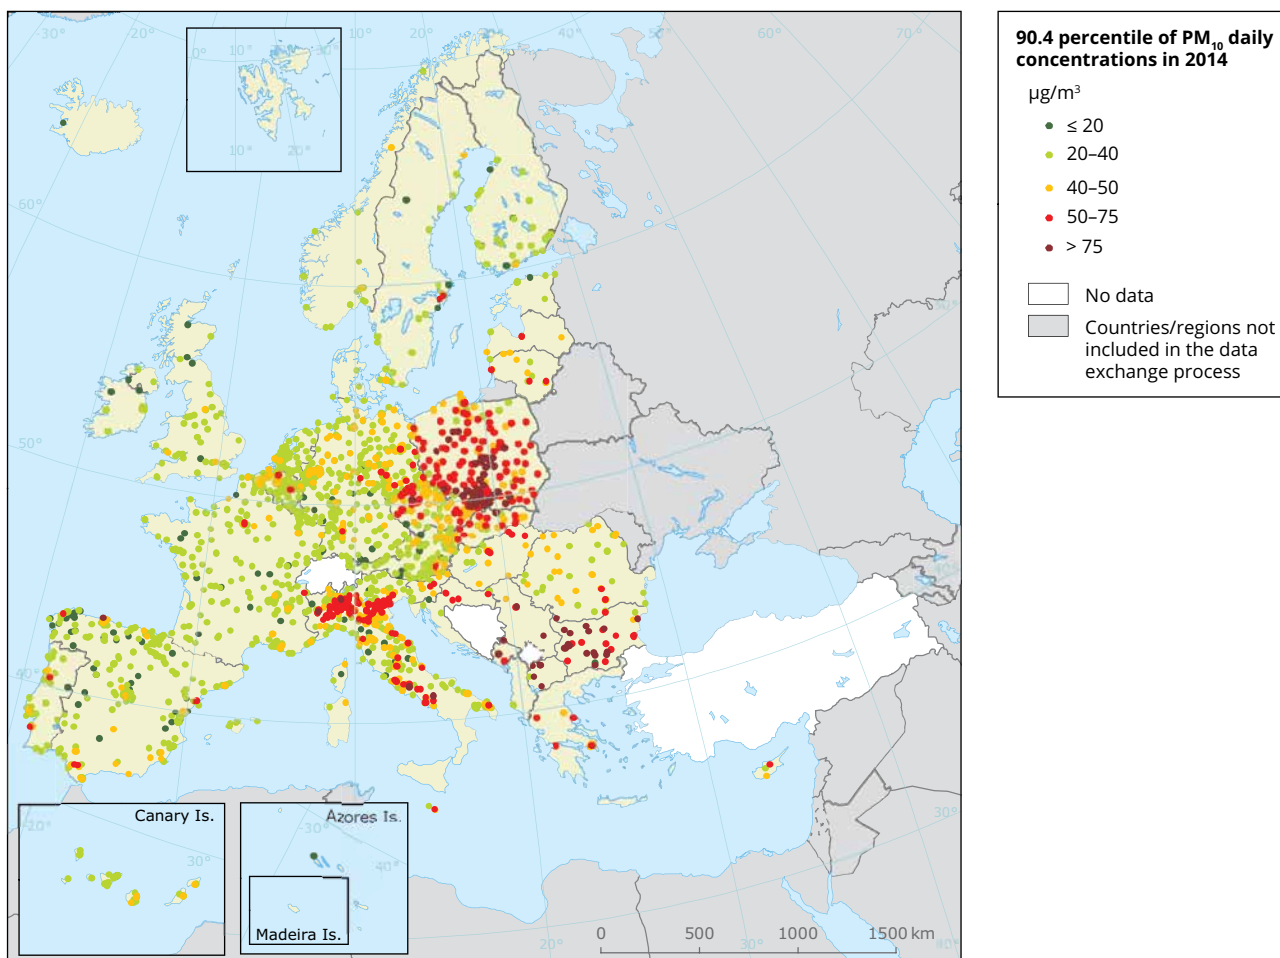 -30°
-20°
-10°
0°
10°
20°
30°
40°
50°
60°
70°
10°
20°
10°
20°
60°
50°
40°
90.4 percentile of PM₁₀ daily
concentrations in 2014
µg/m³
≤ 20
20–40
40–50
50–75
> 75
No data
Countries/regions not
included in the data
exchange process
Canary Is.
-20°
30°
Azores Is.
-30°
40°
Madeira Is.
30°
0 500 1000 1500 km
20°
30°
40°